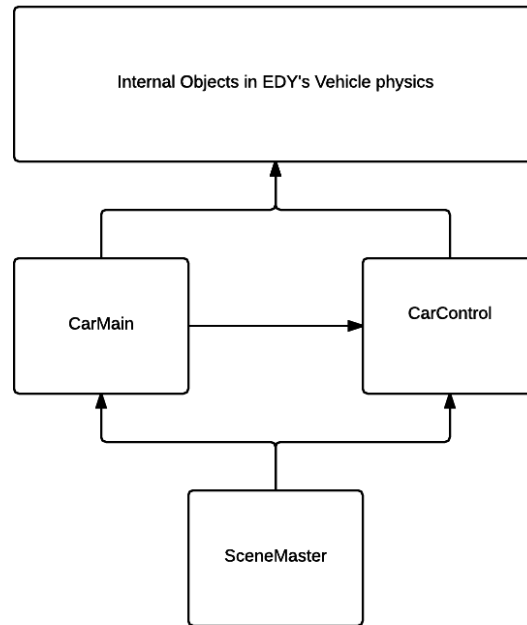 Internal Objects in EDY's Vehicle physics
CarMain
CarControl
SceneMaster